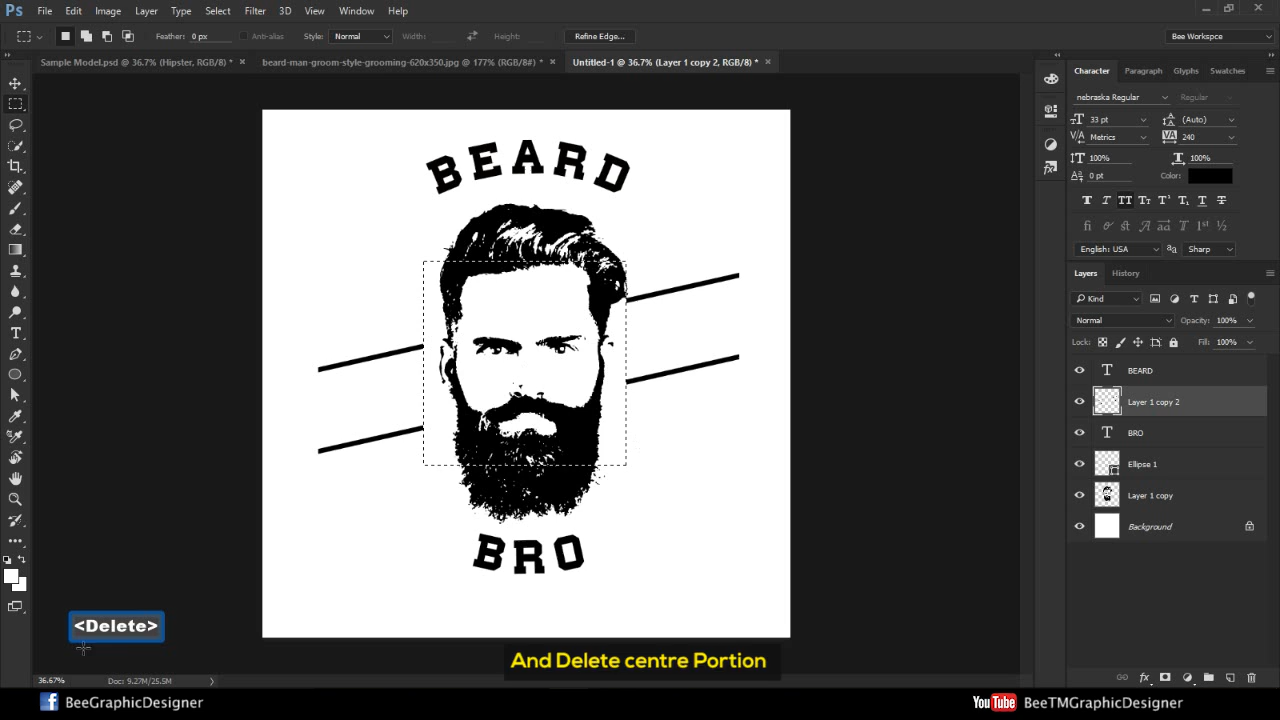 Ps File Edit Image Layer Type Select Filter 3D View Window Help
Feather: 0 px Anti-alias Style: Normal Width: Height: Refine Edge... Bee Workspace
Sample Model.psd @ 36.7% (Hipster, RGB/8) * × beard-man-groom-style-grooming-620x350.jpg @ 177% (RGB/8#) * × Untitled-1 @ 36.7% (Layer 1 copy 2, RGB/8) * ×
Character Paragraph Glyphs Swatches
nebraska Regular Regular
33 pt (Auto)
Metrics 240
100% 100%
0 pt Color:
English: USA Sharp
Layers History
Kind
Normal Opacity: 100%
Lock: Fill: 100%
BEARD
Layer 1 copy 2
BRO
Ellipse 1
Layer 1 copy
Background
BEARD
BRO
<Delete>
And Delete centre Portion
36.67% Doc: 9.27M/25.5M
BeeGraphicDesigner
YouTube BeeTMGraphicDesigner